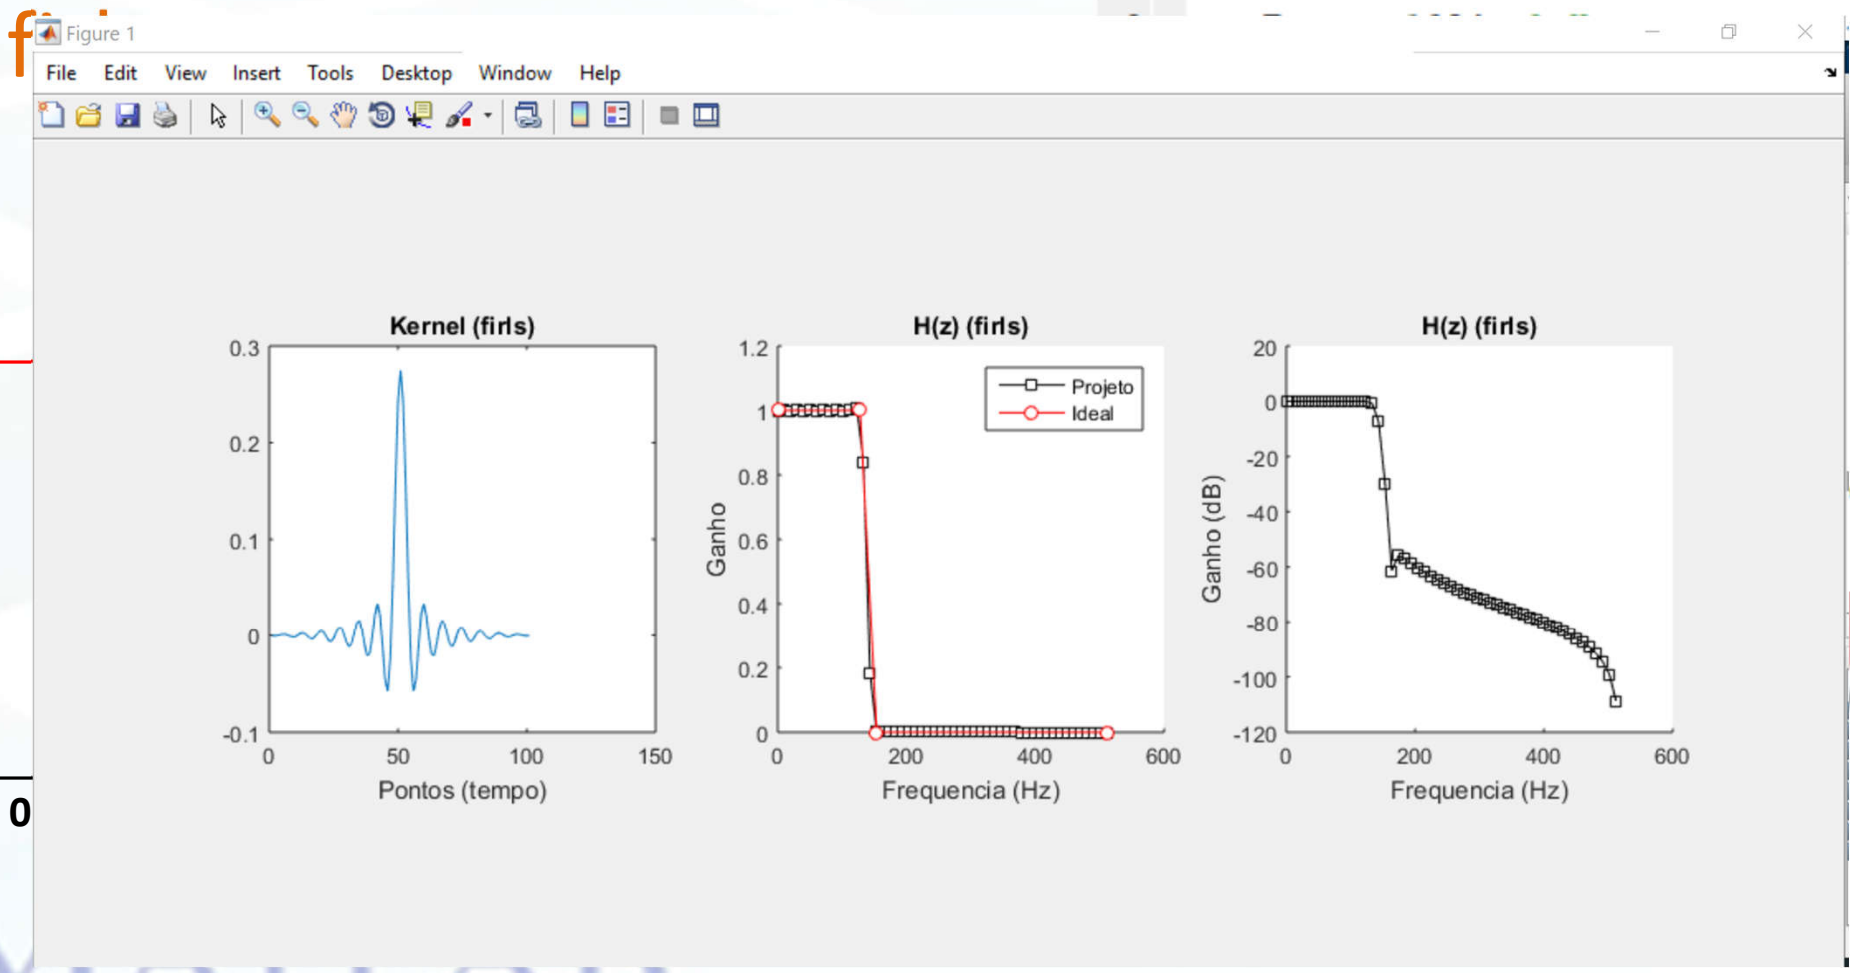 Figure 1
File Edit View Insert Tools Desktop Window Help
Kernel (firls)
0.3
0.2
0.1
0
-0.1
0 50 100 150
Pontos (tempo)
H(z) (firls)
Ganho
1.2
1
0.8
0.6
0.4
0.2
0
0 200 400 600
Frequencia (Hz)
Projeto
Ideal
H(z) (firls)
Ganho (dB)
20
0
-20
-40
-60
-80
-100
-120
0 200 400 600
Frequencia (Hz)
0